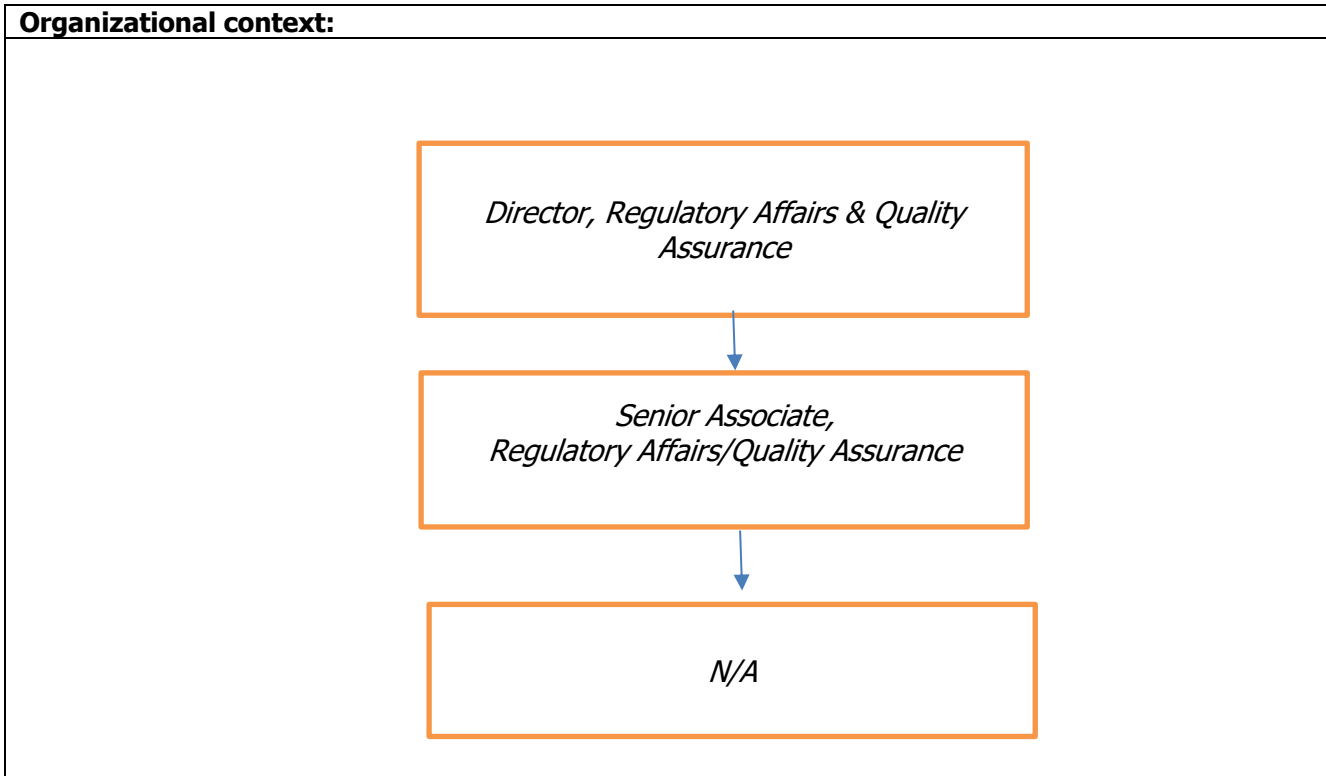 Organizational context:
Director, Regulatory Affairs & Quality
Assurance
Senior Associate,
Regulatory Affairs/Quality Assurance
N/A